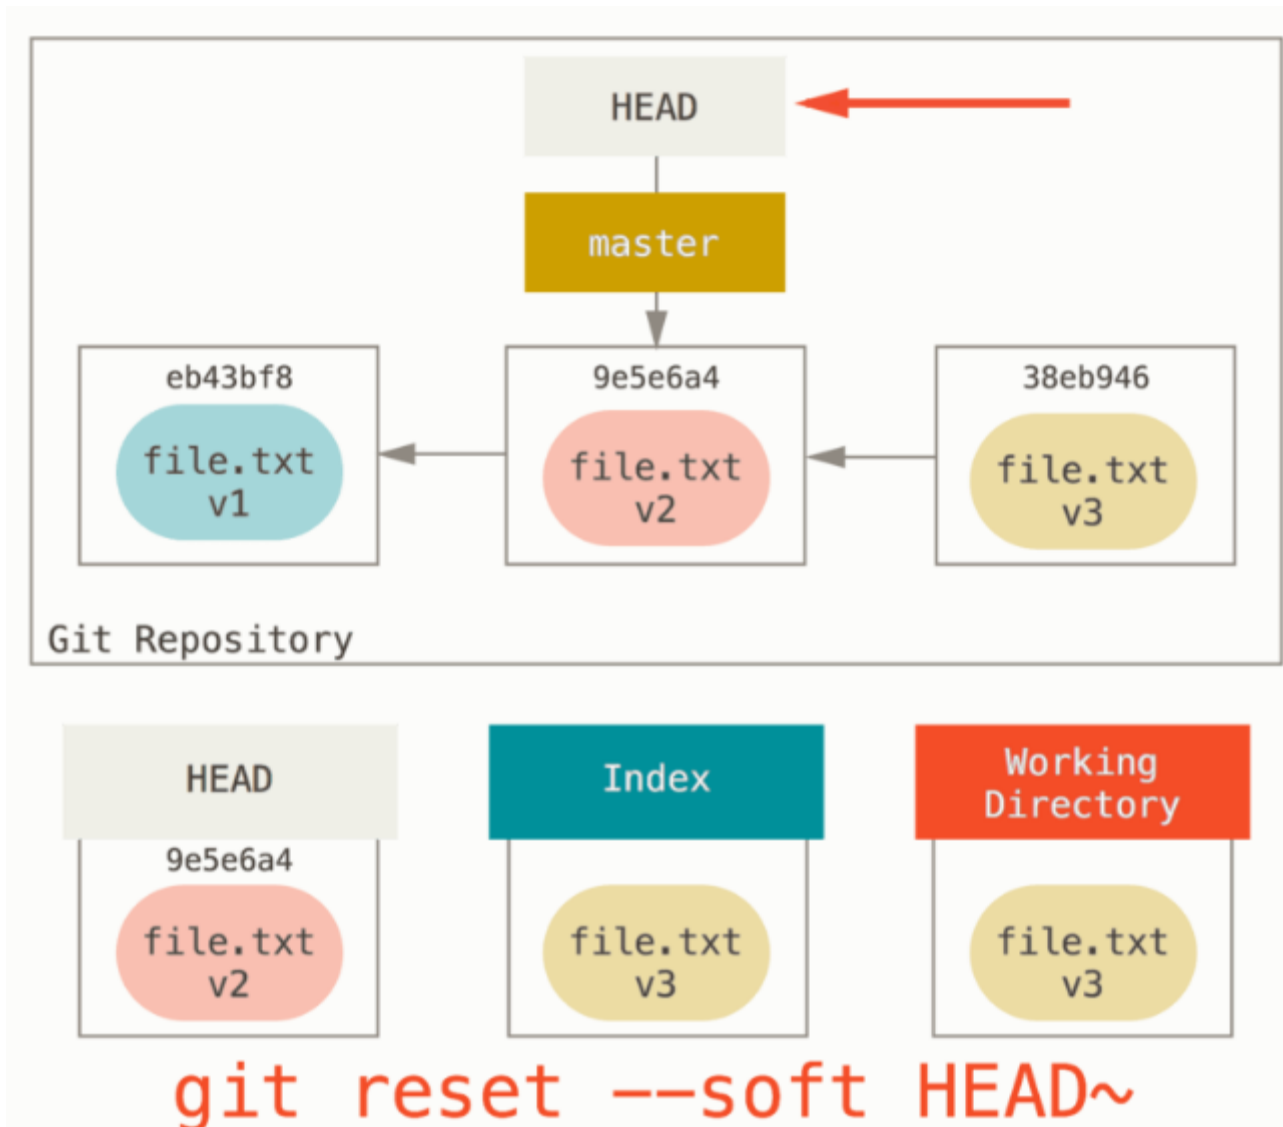 HEAD
master
eb43bf8
file.txt
v1
9e5e6a4
file.txt
v2
38eb946
file.txt
v3
Git Repository
HEAD
9e5e6a4
file.txt
v2
Index
file.txt
v3
Working
Directory
file.txt
v3
git reset --soft HEAD~